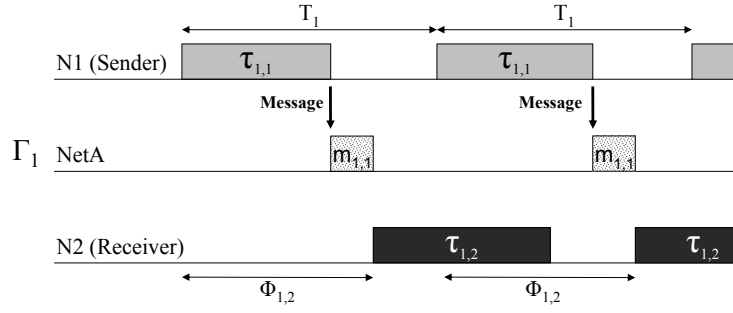 T₁ T₁
N1 (Sender) τ₁,₁ τ₁,₁
Message Message
Γ₁ NetA m₁,₁ m₁,₁
N2 (Receiver) τ₁,₂ τ₁,₂
Φ₁,₂ Φ₁,₂